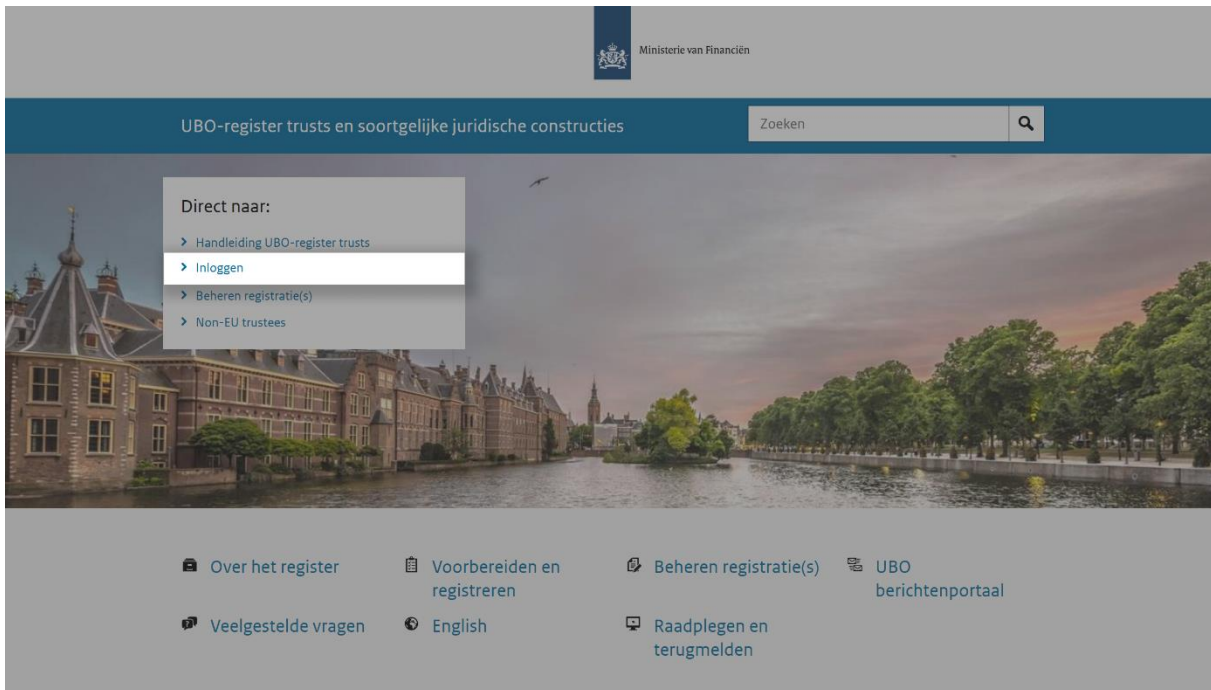 Ministerie van Financiën
UBO-register trusts en soortgelijke juridische constructies
Zoeken
Direct naar:
Handleiding UBO-register trusts
Inloggen
Beheren registratie(s)
Non-EU trustees
Over het register
Voorbereiden en
registreren
Beheren registratie(s)
UBO
berichtenportaal
Veelgestelde vragen
English
Raadplegen en
terugmelden